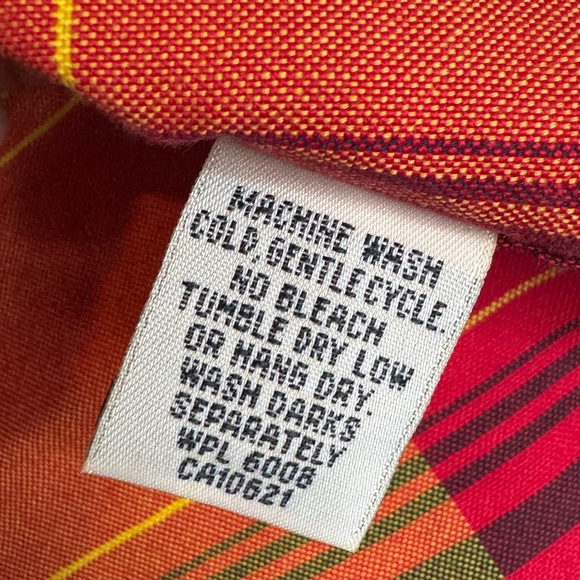 MACHINE WASH
COLD, GENTLE CYCLE.
NO BLEACH
TUMBLE DRY LOW
OR HANG DRY.
WASH DARKS
SEPARATELY
WPL 6006
CA10621